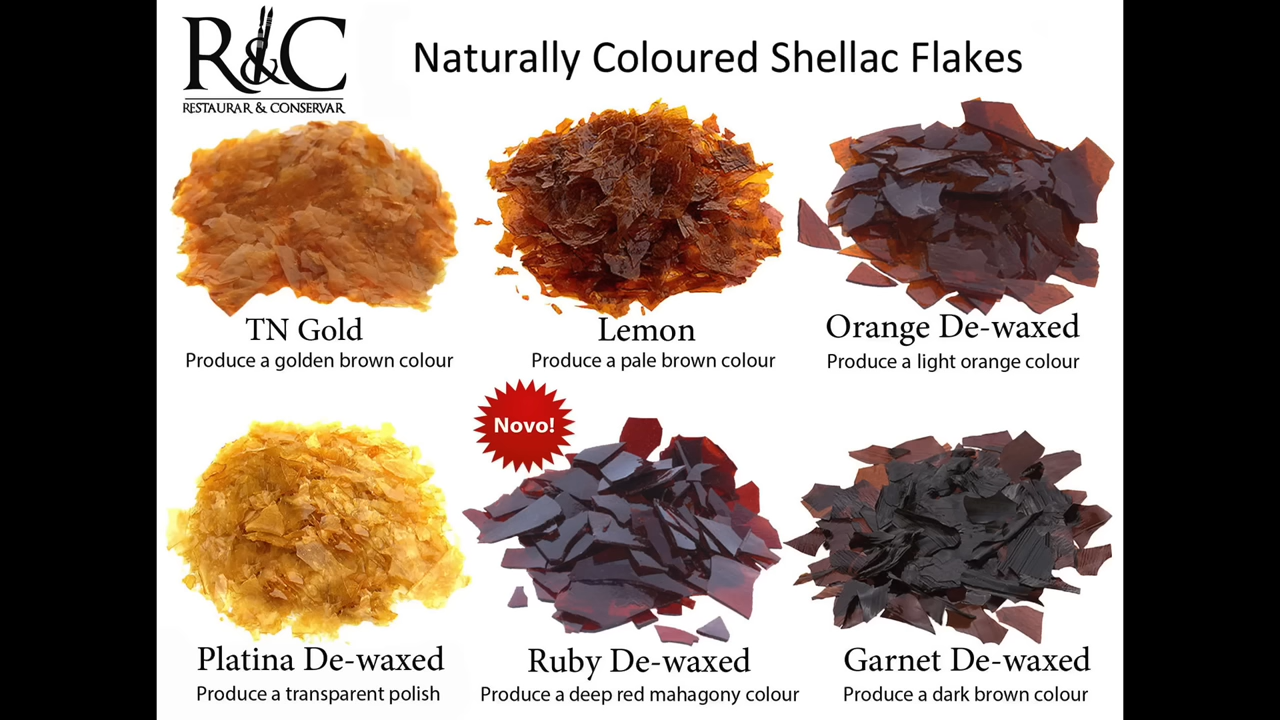 R&C
RESTAURAR & CONSERVAR
Naturally Coloured Shellac Flakes
TN Gold
Produce a golden brown colour
Lemon
Produce a pale brown colour
Orange De-waxed
Produce a light orange colour
Novo!
Platina De-waxed
Produce a transparent polish
Ruby De-waxed
Produce a deep red mahagony colour
Garnet De-waxed
Produce a dark brown colour